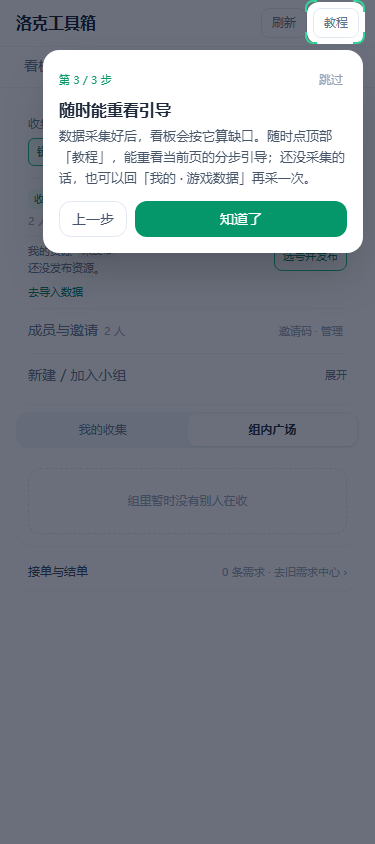 洛克工具箱
刷新
教程
看板
第 3 / 3 步
跳过
随时能重看引导
数据采集好后，看板会按它算缺口。随时点顶部
「教程」，能重看当前页的分步引导；还没采集的
话，也可以回「我的 · 游戏数据」再采一次。
上一步
知道了
还没发布资源。
选号并发布
去导入数据
成员与邀请 2 人
邀请码 · 管理
新建 / 加入小组
展开
我的收集
组内广场
组里暂时没有别人在收
接单与结单
0 条需求 · 去旧需求中心 ›